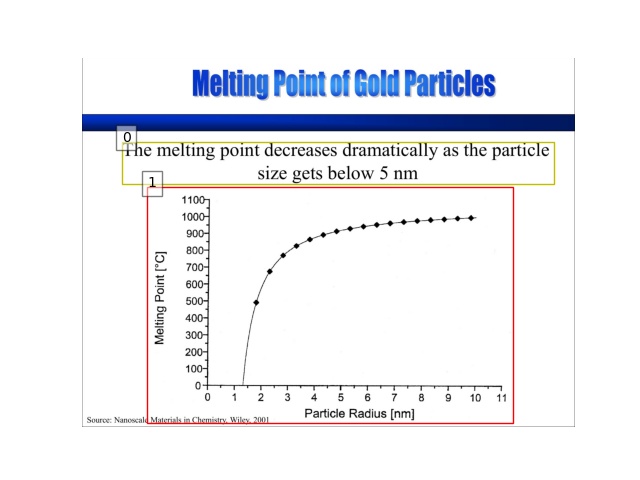 Melting Point of Gold Particles
0
The melting point decreases dramatically as the particle
size gets below 5 nm
1
1100
1000
900
800
700
600
500
400
300
200
100
0
Melting Point [°C]
0 1 2 3 4 5 6 7 8 9 10 11
Particle Radius [nm]
Source: Nanoscale Materials in Chemistry, Wiley, 2001